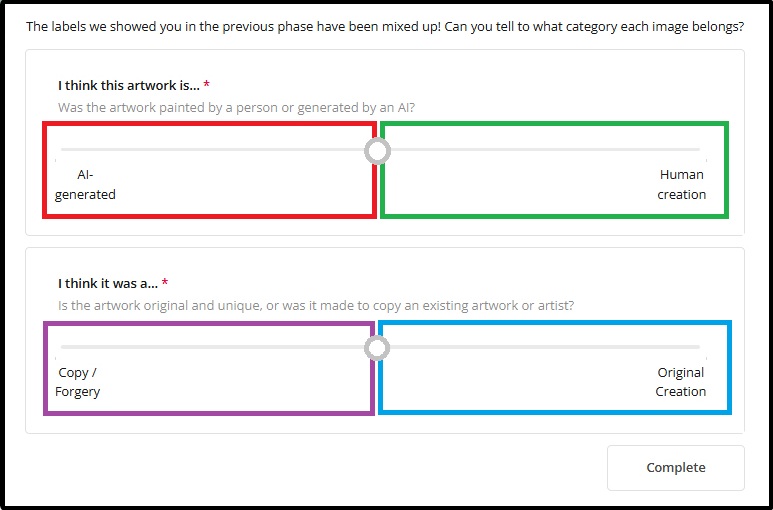 The labels we showed you in the previous phase have been mixed up! Can you tell to what category each image belongs?
I think this artwork is... *
Was the artwork painted by a person or generated by an AI?
AI-
generated
Human
creation
I think it was a... *
Is the artwork original and unique, or was it made to copy an existing artwork or artist?
Copy /
Forgery
Original
Creation
Complete